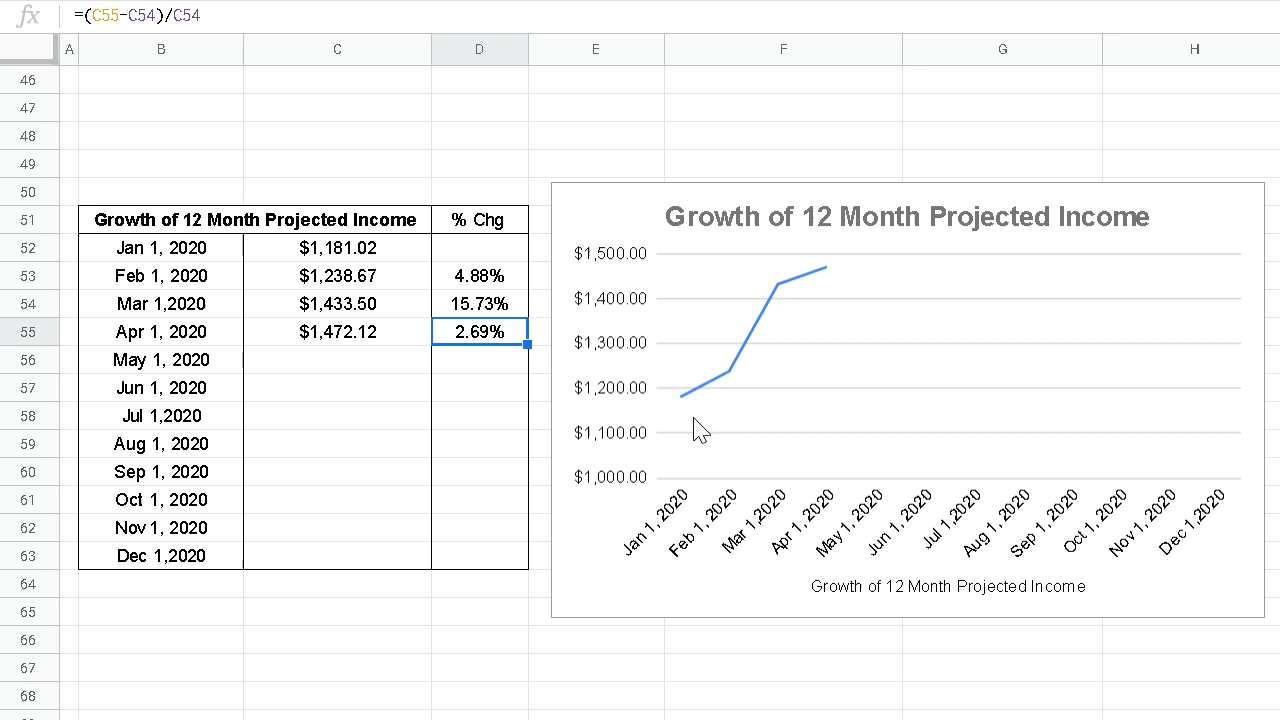 fx =(C55-C54)/C54
A B C D E F G H
46
47
48
49
50
51 Growth of 12 Month Projected Income % Chg
52 Jan 1, 2020 $1,181.02
53 Feb 1, 2020 $1,238.67 4.88%
54 Mar 1,2020 $1,433.50 15.73%
55 Apr 1, 2020 $1,472.12 2.69%
56 May 1, 2020
57 Jun 1, 2020
58 Jul 1,2020
59 Aug 1, 2020
60 Sep 1, 2020
61 Oct 1, 2020
62 Nov 1, 2020
63 Dec 1,2020
64
65
66
67
68
Growth of 12 Month Projected Income
$1,500.00
$1,400.00
$1,300.00
$1,200.00
$1,100.00
$1,000.00
Jan 1, 2020 Feb 1, 2020 Mar 1,2020 Apr 1, 2020 May 1, 2020 Jun 1, 2020 Jul 1,2020 Aug 1, 2020 Sep 1, 2020 Oct 1, 2020 Nov 1, 2020 Dec 1,2020
Growth of 12 Month Projected Income